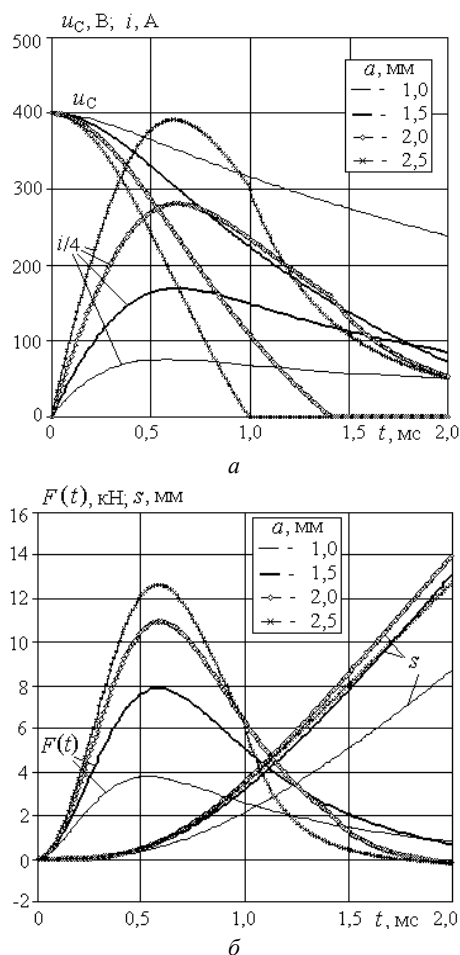 u_C, В; i, А
500
400
300
200
100
0
u_C
i/4
a, мм
- 1,0
- 1,5
- 2,0
- 2,5
0 0,5 1,0 1,5 t, мс 2,0
а
F(t), кН; s, мм
16
14
12
10
8
6
4
2
0
-2
a, мм
- 1,0
- 1,5
- 2,0
- 2,5
F(t)
s
0 0,5 1,0 1,5 t, мс 2,0
б